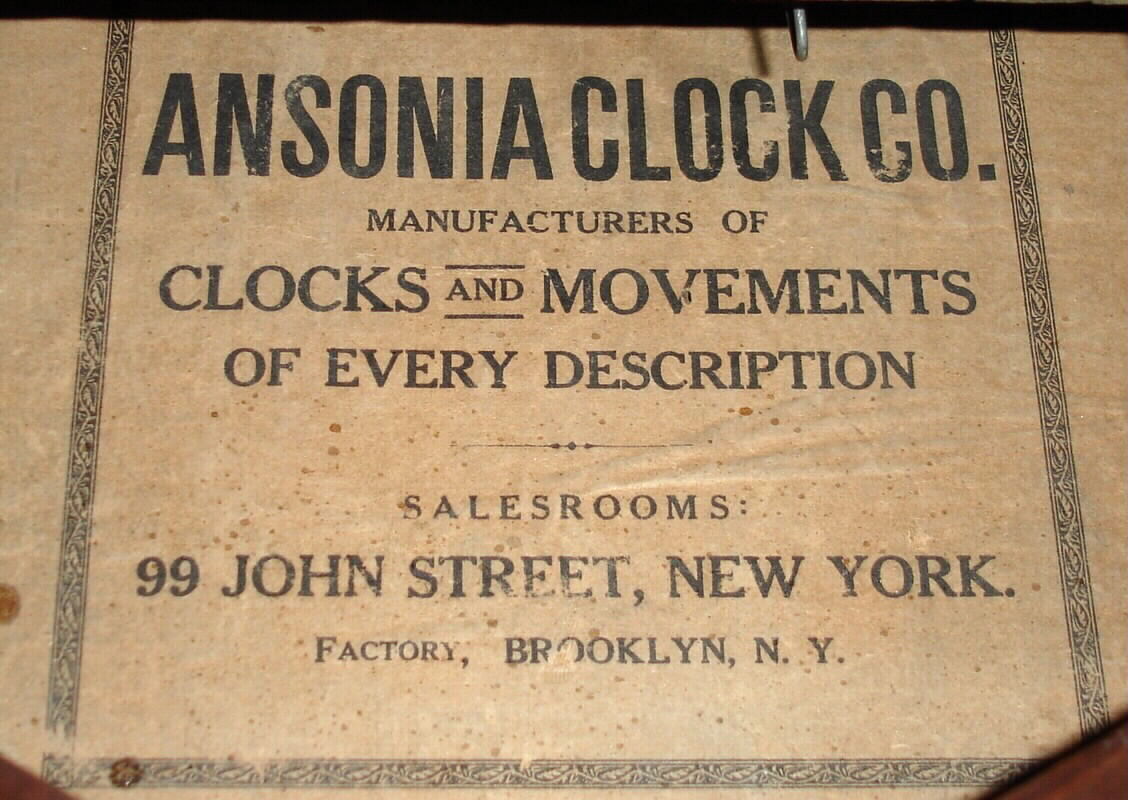 ANSONIA CLOCK CO.
MANUFACTURERS OF
CLOCKS AND MOVEMENTS
OF EVERY DESCRIPTION
SALESROOMS:
99 JOHN STREET, NEW YORK.
FACTORY, BROOKLYN, N. Y.